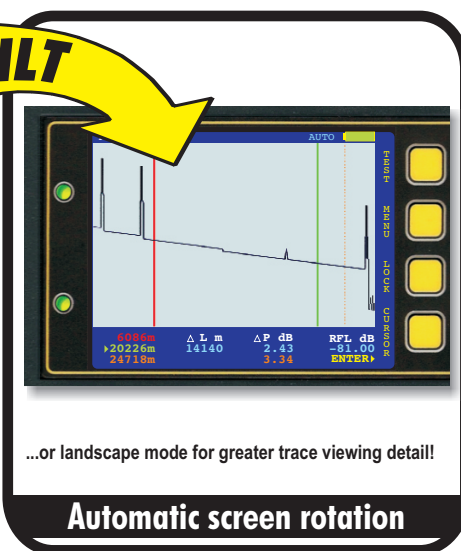 AUTO
TEST
MENU
LOCK
CURSOR
6086m Δ L m ΔP dB RFL dB
20226m 14140 2.43 -81.00
24718m 3.34 ENTER
...or landscape mode for greater trace viewing detail!
Automatic screen rotation